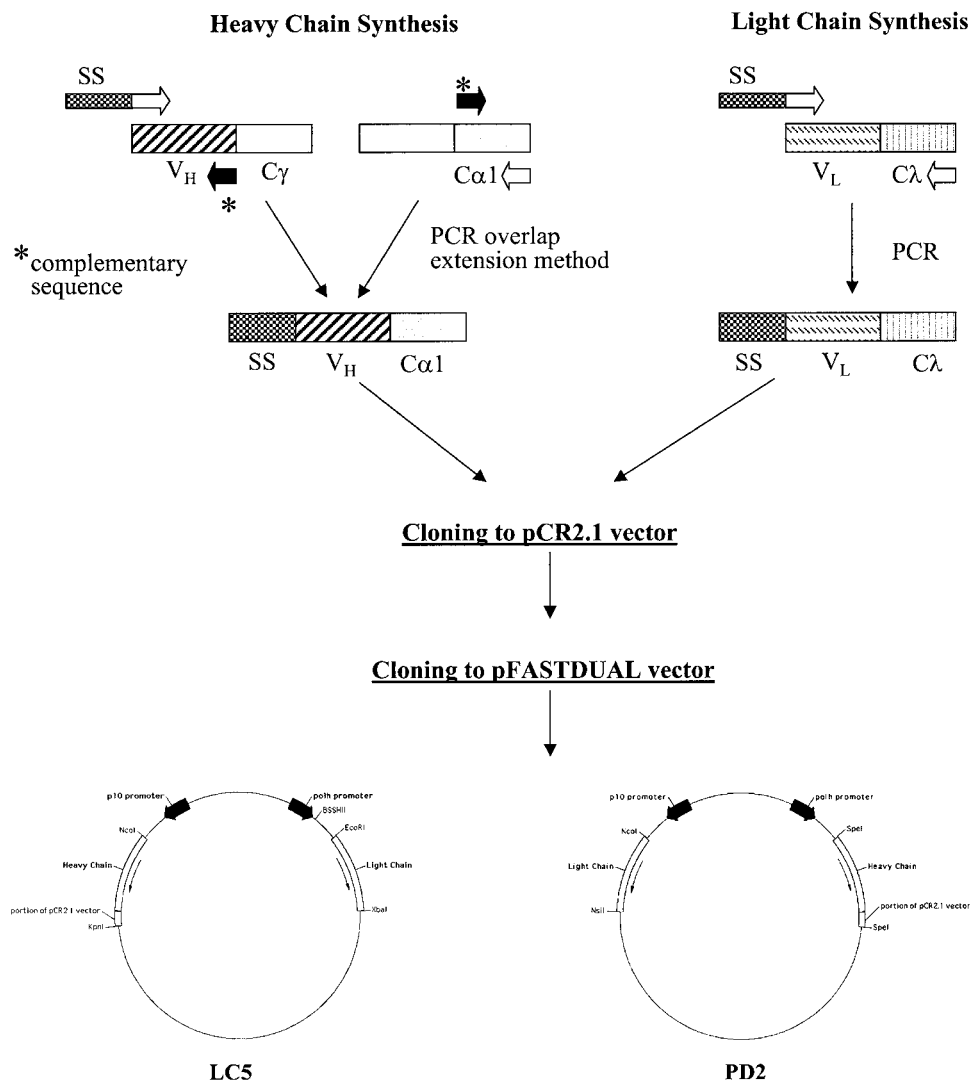 Heavy Chain Synthesis
Light Chain Synthesis
SS
*
SS
VH
Cγ
*
Cα1
VL
Cλ
*complementary
sequence
PCR overlap
extension method
PCR
SS
VH
Cα1
SS
VL
Cλ
Cloning to pCR2.1 vector
Cloning to pFASTDUAL vector
p10 promoter
polh promoter
BSSHII
NcoI
EcoRI
Heavy Chain
Light Chain
portion of pCR2.1 vector
KpnI
XbaI
LC5
p10 promoter
polh promoter
NcoI
SpeI
Light Chain
Heavy Chain
NsiI
portion of pCR2.1 vector
SpeI
PD2